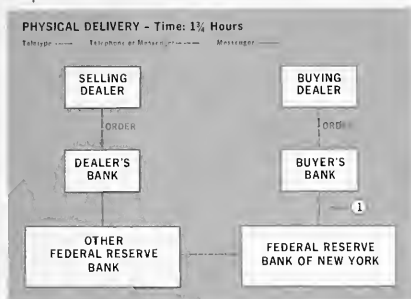 PHYSICAL DELIVERY - Time: 1¾ Hours
Teletype Telephone or Messenger Messenger
SELLING
DEALER
BUYING
DEALER
ORDER
ORDER
DEALER'S
BANK
BUYER'S
BANK
1
OTHER
FEDERAL RESERVE
BANK
FEDERAL RESERVE
BANK OF NEW YORK